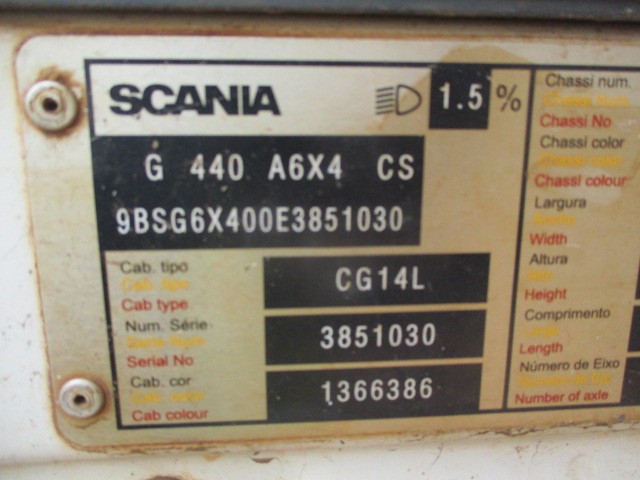 SCANIA 1.5 %
G 440 A6X4 CS
9BSG6X400E3851030
Cab. tipo
Cab type
CG14L
Num. Série
Serial No
3851030
Cab. cor
Cab colour
1366386
Chassi num.
Chassi No
Chassi color
Chassi colour
Largura
Width
Altura
Height
Comprimento
Length
Número de Eixo
Number of axle